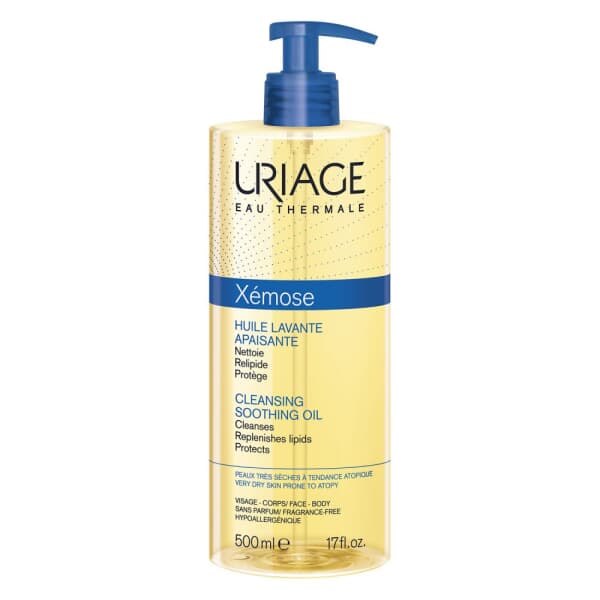 URIAGE
EAU THERMALE
Xémose
HUILE LAVANTE
APAISANTE
Nettoie
Relipide
Protège
CLEANSING
SOOTHING OIL
Cleanses
Replenishes lipids
Protects
PEAUX TRÈS SÈCHES À TENDANCE ATOPIQUE
VERY DRY SKIN PRONE TO ATOPY
VISAGE - CORPS/ FACE - BODY
SANS PARFUM/ FRAGRANCE-FREE
HYPOALLERGÉNIQUE
500 ml e 17 fl.oz.